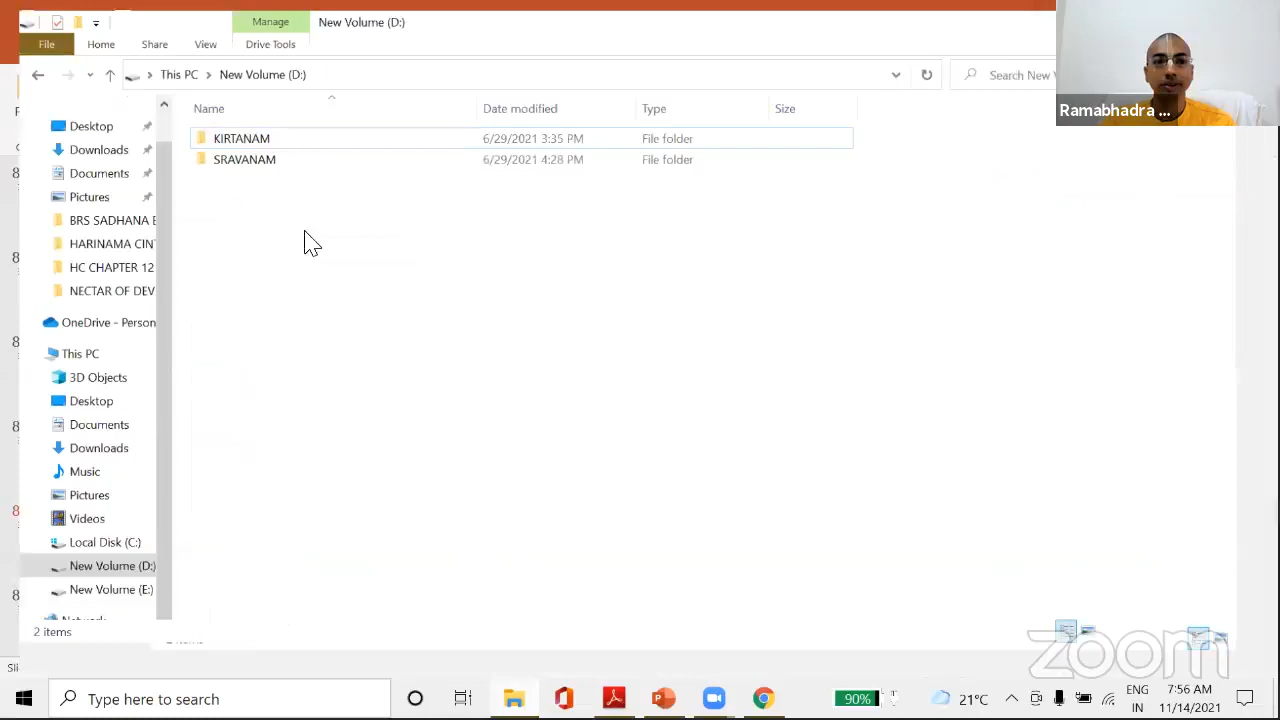 Manage
New Volume (D:)
File
Home
Share
View
Drive Tools
This PC
New Volume (D:)
Search New V
Ramabhadra ...
Name
Date modified
Type
Size
KIRTANAM
6/29/2021 3:35 PM
File folder
SRAVANAM
6/29/2021 4:28 PM
File folder
Desktop
Downloads
Documents
Pictures
BRS SADHANA B
HARINAMA CINT
HC CHAPTER 12
NECTAR OF DEV
OneDrive - Person
This PC
3D Objects
Desktop
Documents
Downloads
Music
Pictures
Videos
Local Disk (C:)
New Volume (D:)
New Volume (E:)
2 items
zoom
Type here to search
90%
21°C
ENG
IN
7:56 AM
11/14/2021